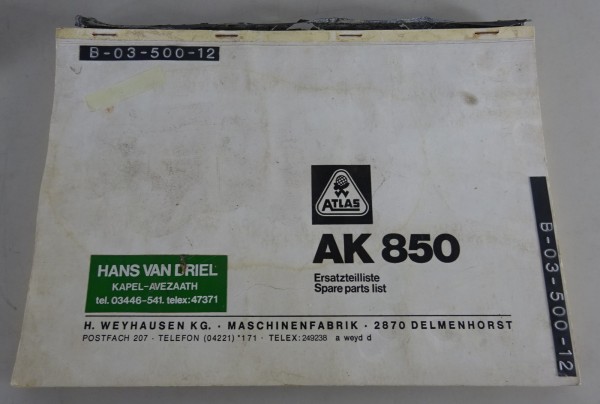 B-03-500-12
ATLAS
AK 850
Ersatzteilliste
Spare parts list
HANS VAN DRIEL
KAPEL-AVEZAATH
tel. 03446-541. telex:47371
H. WEYHAUSEN KG. · MASCHINENFABRIK · 2870 DELMENHORST
POSTFACH 207 · TELEFON (04221) *171 · TELEX: 249238 a weyd d
B-03-500-12